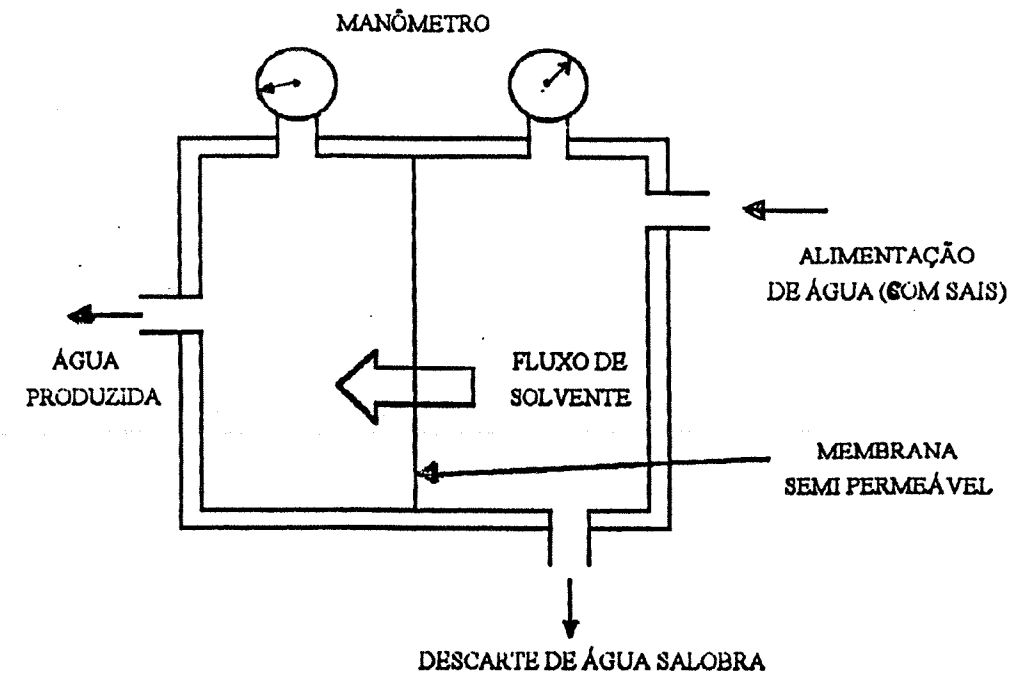 MANÔMETRO
ALIMENTAÇÃO
DE ÁGUA (COM SAIS)
ÁGUA
PRODUZIDA
FLUXO DE
SOLVENTE
MEMBRANA
SEMI PERMEÁVEL
DESCARTE DE ÁGUA SALOBRA